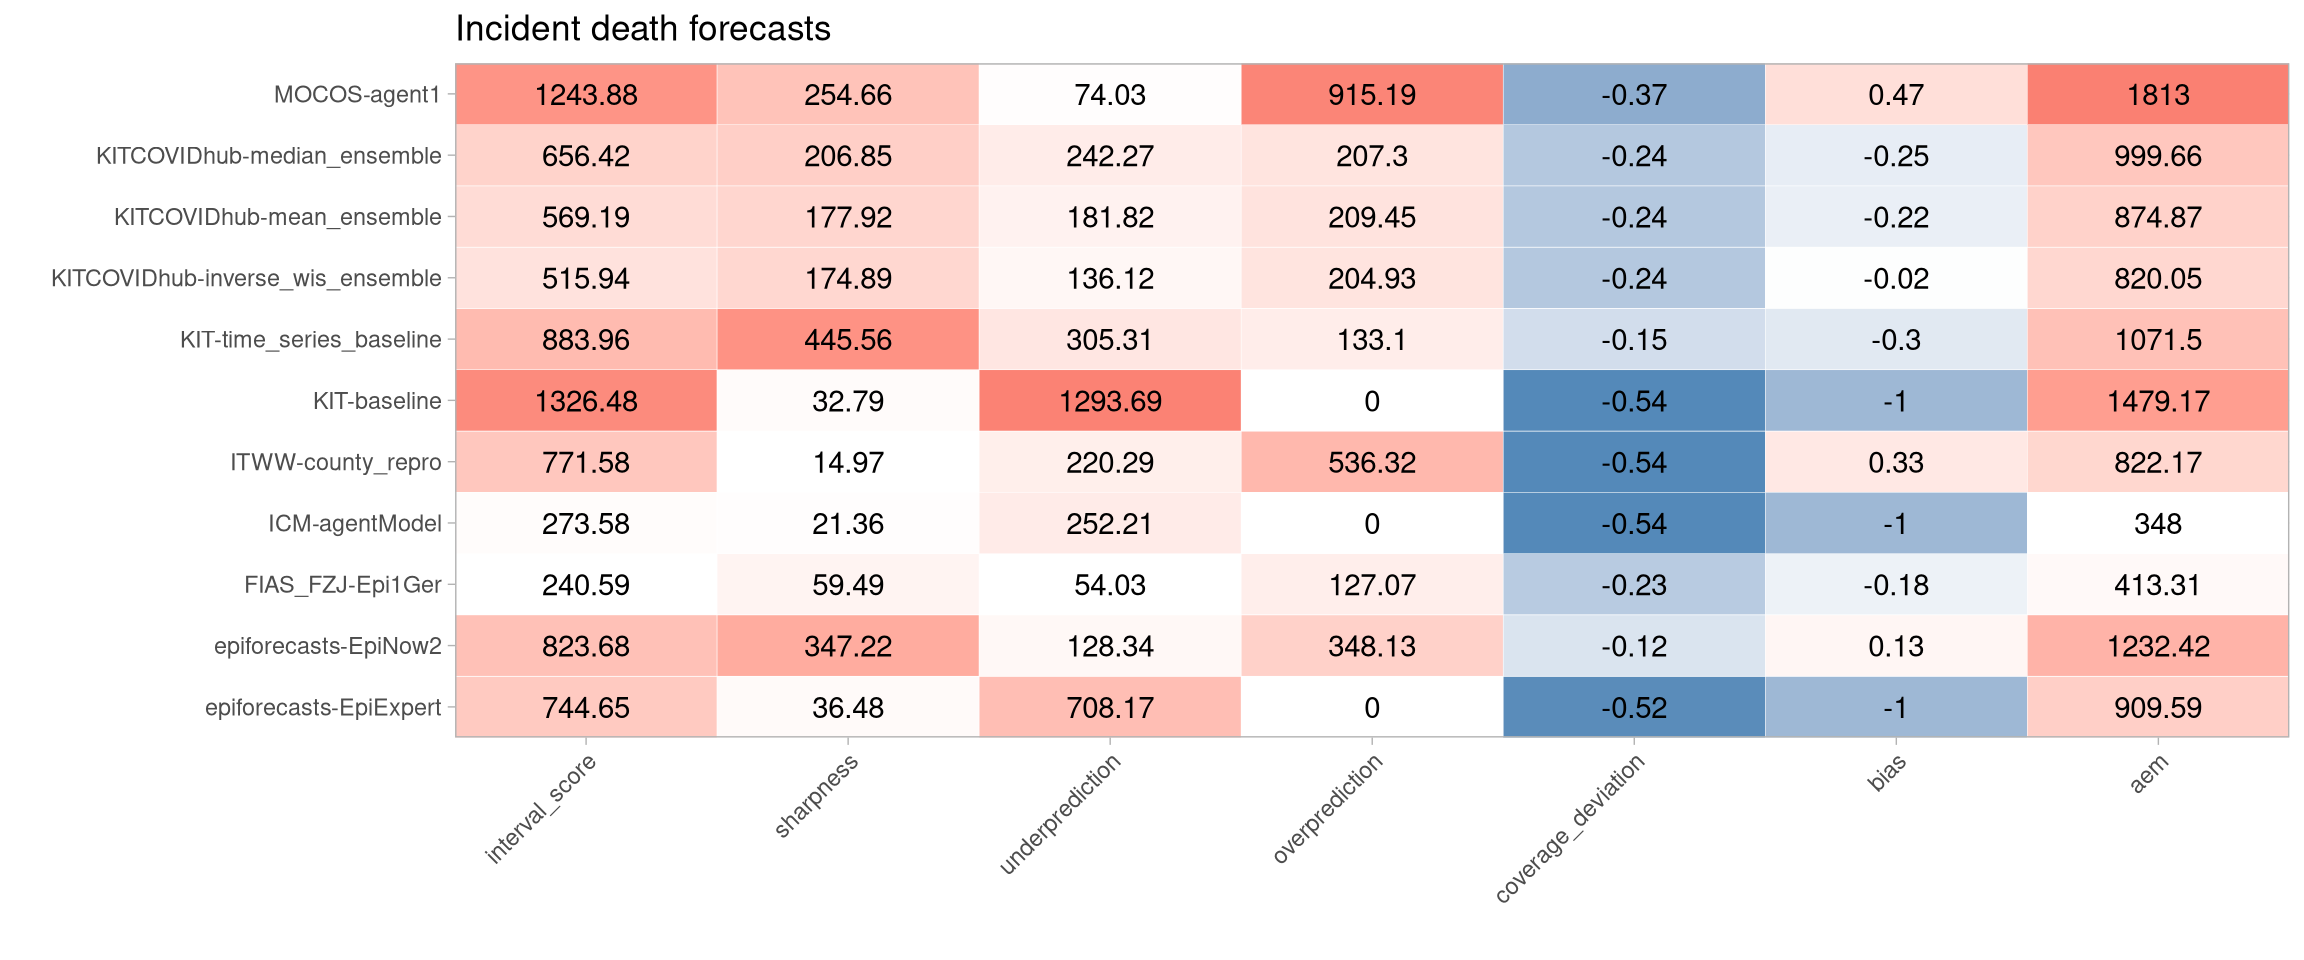 Incident death forecasts
MOCOS-agent1 1243.88 254.66 74.03 915.19 -0.37 0.47 1813
KITCOVIDhub-median_ensemble 656.42 206.85 242.27 207.3 -0.24 -0.25 999.66
KITCOVIDhub-mean_ensemble 569.19 177.92 181.82 209.45 -0.24 -0.22 874.87
KITCOVIDhub-inverse_wis_ensemble 515.94 174.89 136.12 204.93 -0.24 -0.02 820.05
KIT-time_series_baseline 883.96 445.56 305.31 133.1 -0.15 -0.3 1071.5
KIT-baseline 1326.48 32.79 1293.69 0 -0.54 -1 1479.17
ITWW-county_repro 771.58 14.97 220.29 536.32 -0.54 0.33 822.17
ICM-agentModel 273.58 21.36 252.21 0 -0.54 -1 348
FIAS_FZJ-Epi1Ger 240.59 59.49 54.03 127.07 -0.23 -0.18 413.31
epiforecasts-EpiNow2 823.68 347.22 128.34 348.13 -0.12 0.13 1232.42
epiforecasts-EpiExpert 744.65 36.48 708.17 0 -0.52 -1 909.59
interval_score sharpness underprediction overprediction coverage_deviation bias aem